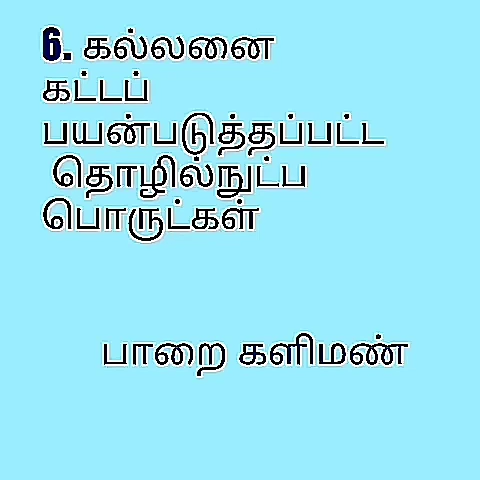 6. கல்லனை
கட்டப்
பயன்படுத்தப்பட்ட
தொழில்நுட்ப
பொருட்கள்
பாறை களிமண்